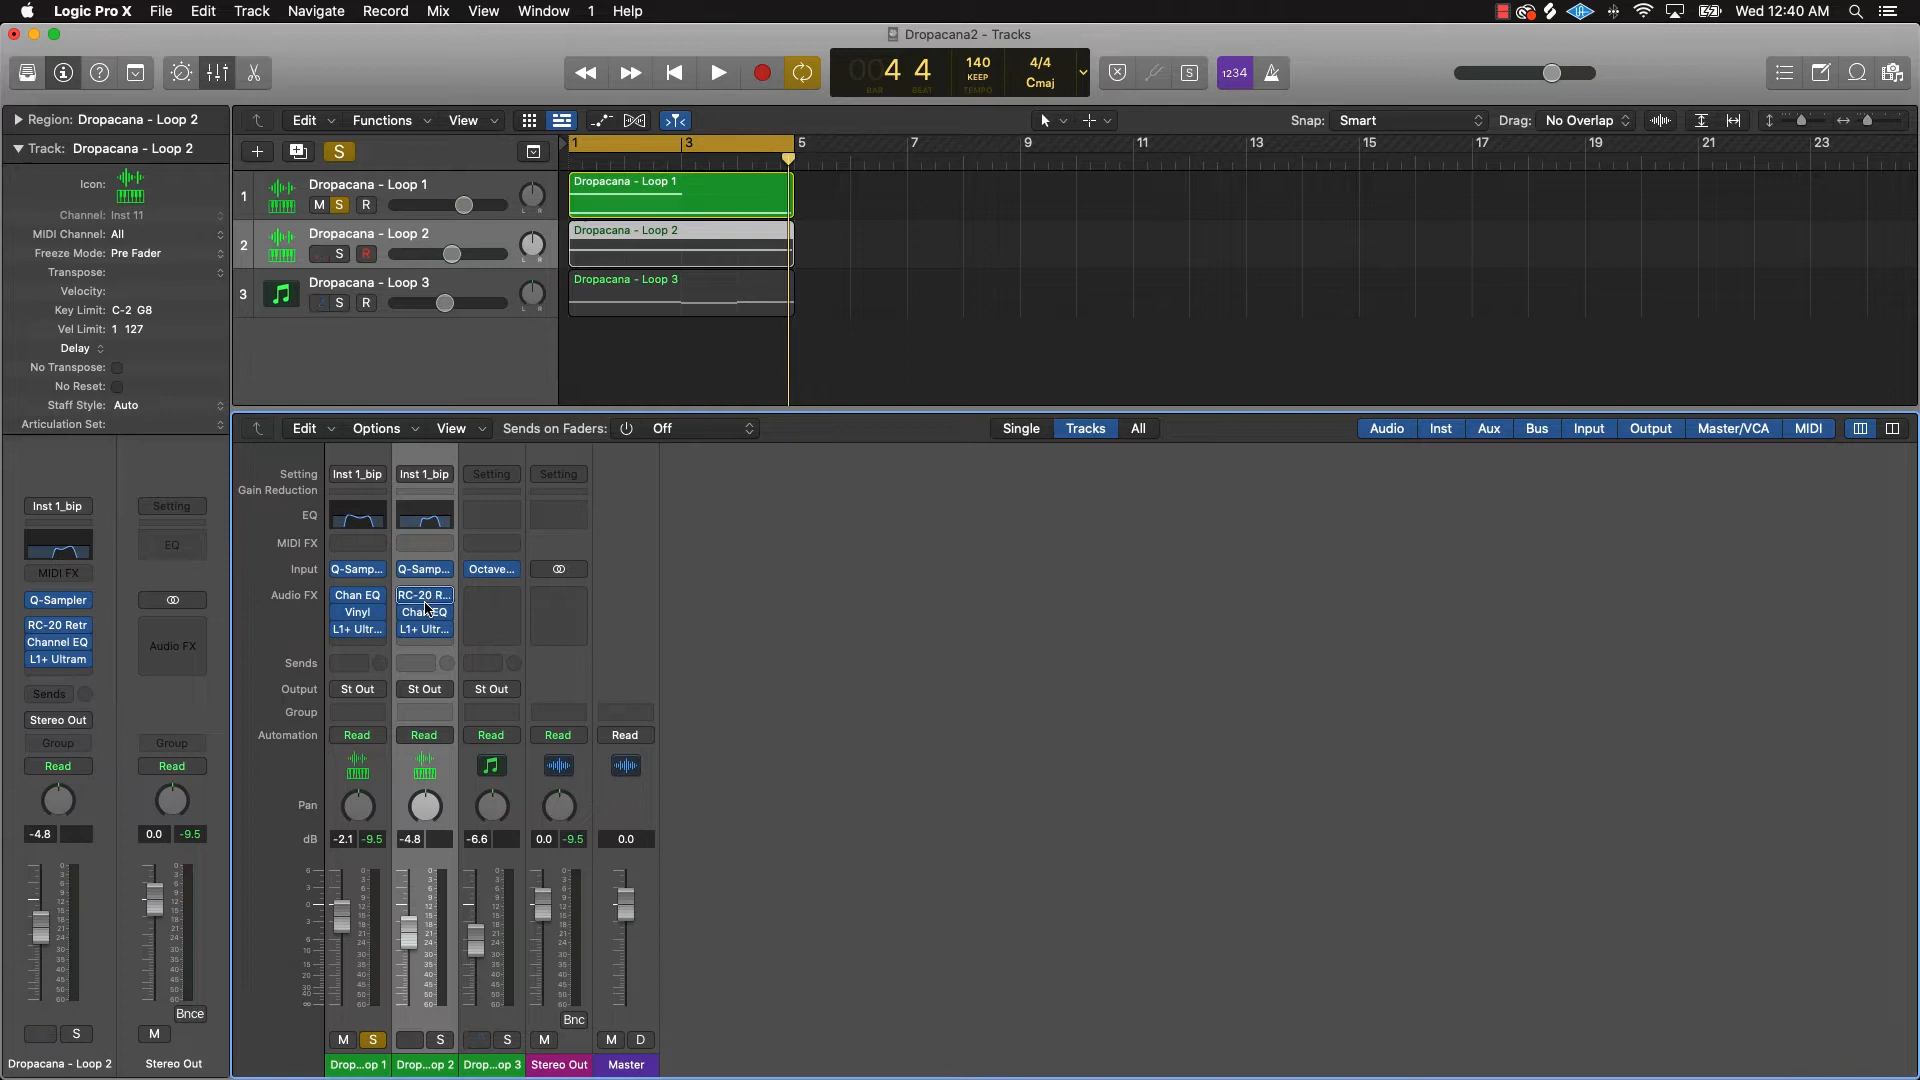 Logic Pro X File Edit Track Navigate Record Mix View Window 1 Help Wed 12:40 AM
Dropacana2 - Tracks
4 4 BAR BEAT
140 KEEP TEMPO
4/4 Cmaj
S 1234
Region: Dropacana - Loop 2
Track: Dropacana - Loop 2
Icon:
Channel: Inst 11
MIDI Channel: All
Freeze Mode: Pre Fader
Transpose:
Velocity:
Key Limit: C-2 G8
Vel Limit: 1 127
Delay
No Transpose:
No Reset:
Staff Style: Auto
Articulation Set:
Edit Functions View Snap: Smart Drag: No Overlap
S 1 3 5 7 9 11 13 15 17 19 21 23
1 Dropacana - Loop 1 M S R L R
Dropacana - Loop 1
2 Dropacana - Loop 2 S R L R
Dropacana - Loop 2
3 Dropacana - Loop 3 S R L R
Dropacana - Loop 3
Edit Options View Sends on Faders: Off Single Tracks All Audio Inst Aux Bus Input Output Master/VCA MIDI
Inst 1_bip Setting
EQ
MIDI FX
Q-Sampler
RC-20 Retr
Channel EQ Audio FX
L1+ Ultram
Sends
Stereo Out
Group Group
Read Read
-4.8 0.0 -9.5
Bnce
S M
Dropacana - Loop 2 Stereo Out
Setting Inst 1_bip Inst 1_bip Setting Setting
Gain Reduction
EQ
MIDI FX
Input Q-Samp... Q-Samp... Octave...
Audio FX Chan EQ RC-20 R...
Vinyl Chan EQ
L1+ Ultr... L1+ Ultr...
Sends
Output St Out St Out St Out
Group
Automation Read Read Read Read Read
Pan
dB -2.1 -9.5 -4.8 -6.6 0.0 -9.5 0.0
Bnc
M S S S M M D
Drop...op 1 Drop...op 2 Drop...op 3 Stereo Out Master